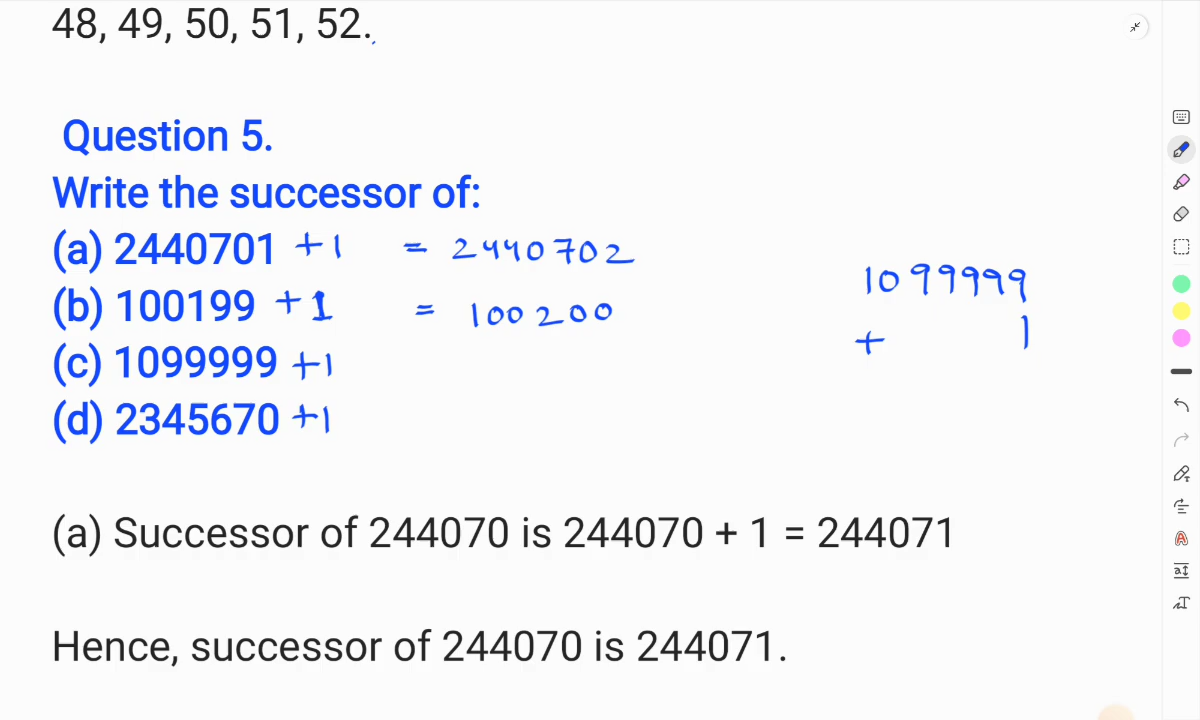 48, 49, 50, 51, 52.
Question 5.
Write the successor of:
(a) 2440701 +1 = 2440702
(b) 100199 +1 = 100200
(c) 1099999 +1
(d) 2345670 +1
1099999
+ 1
(a) Successor of 244070 is 244070 + 1 = 244071
Hence, successor of 244070 is 244071.